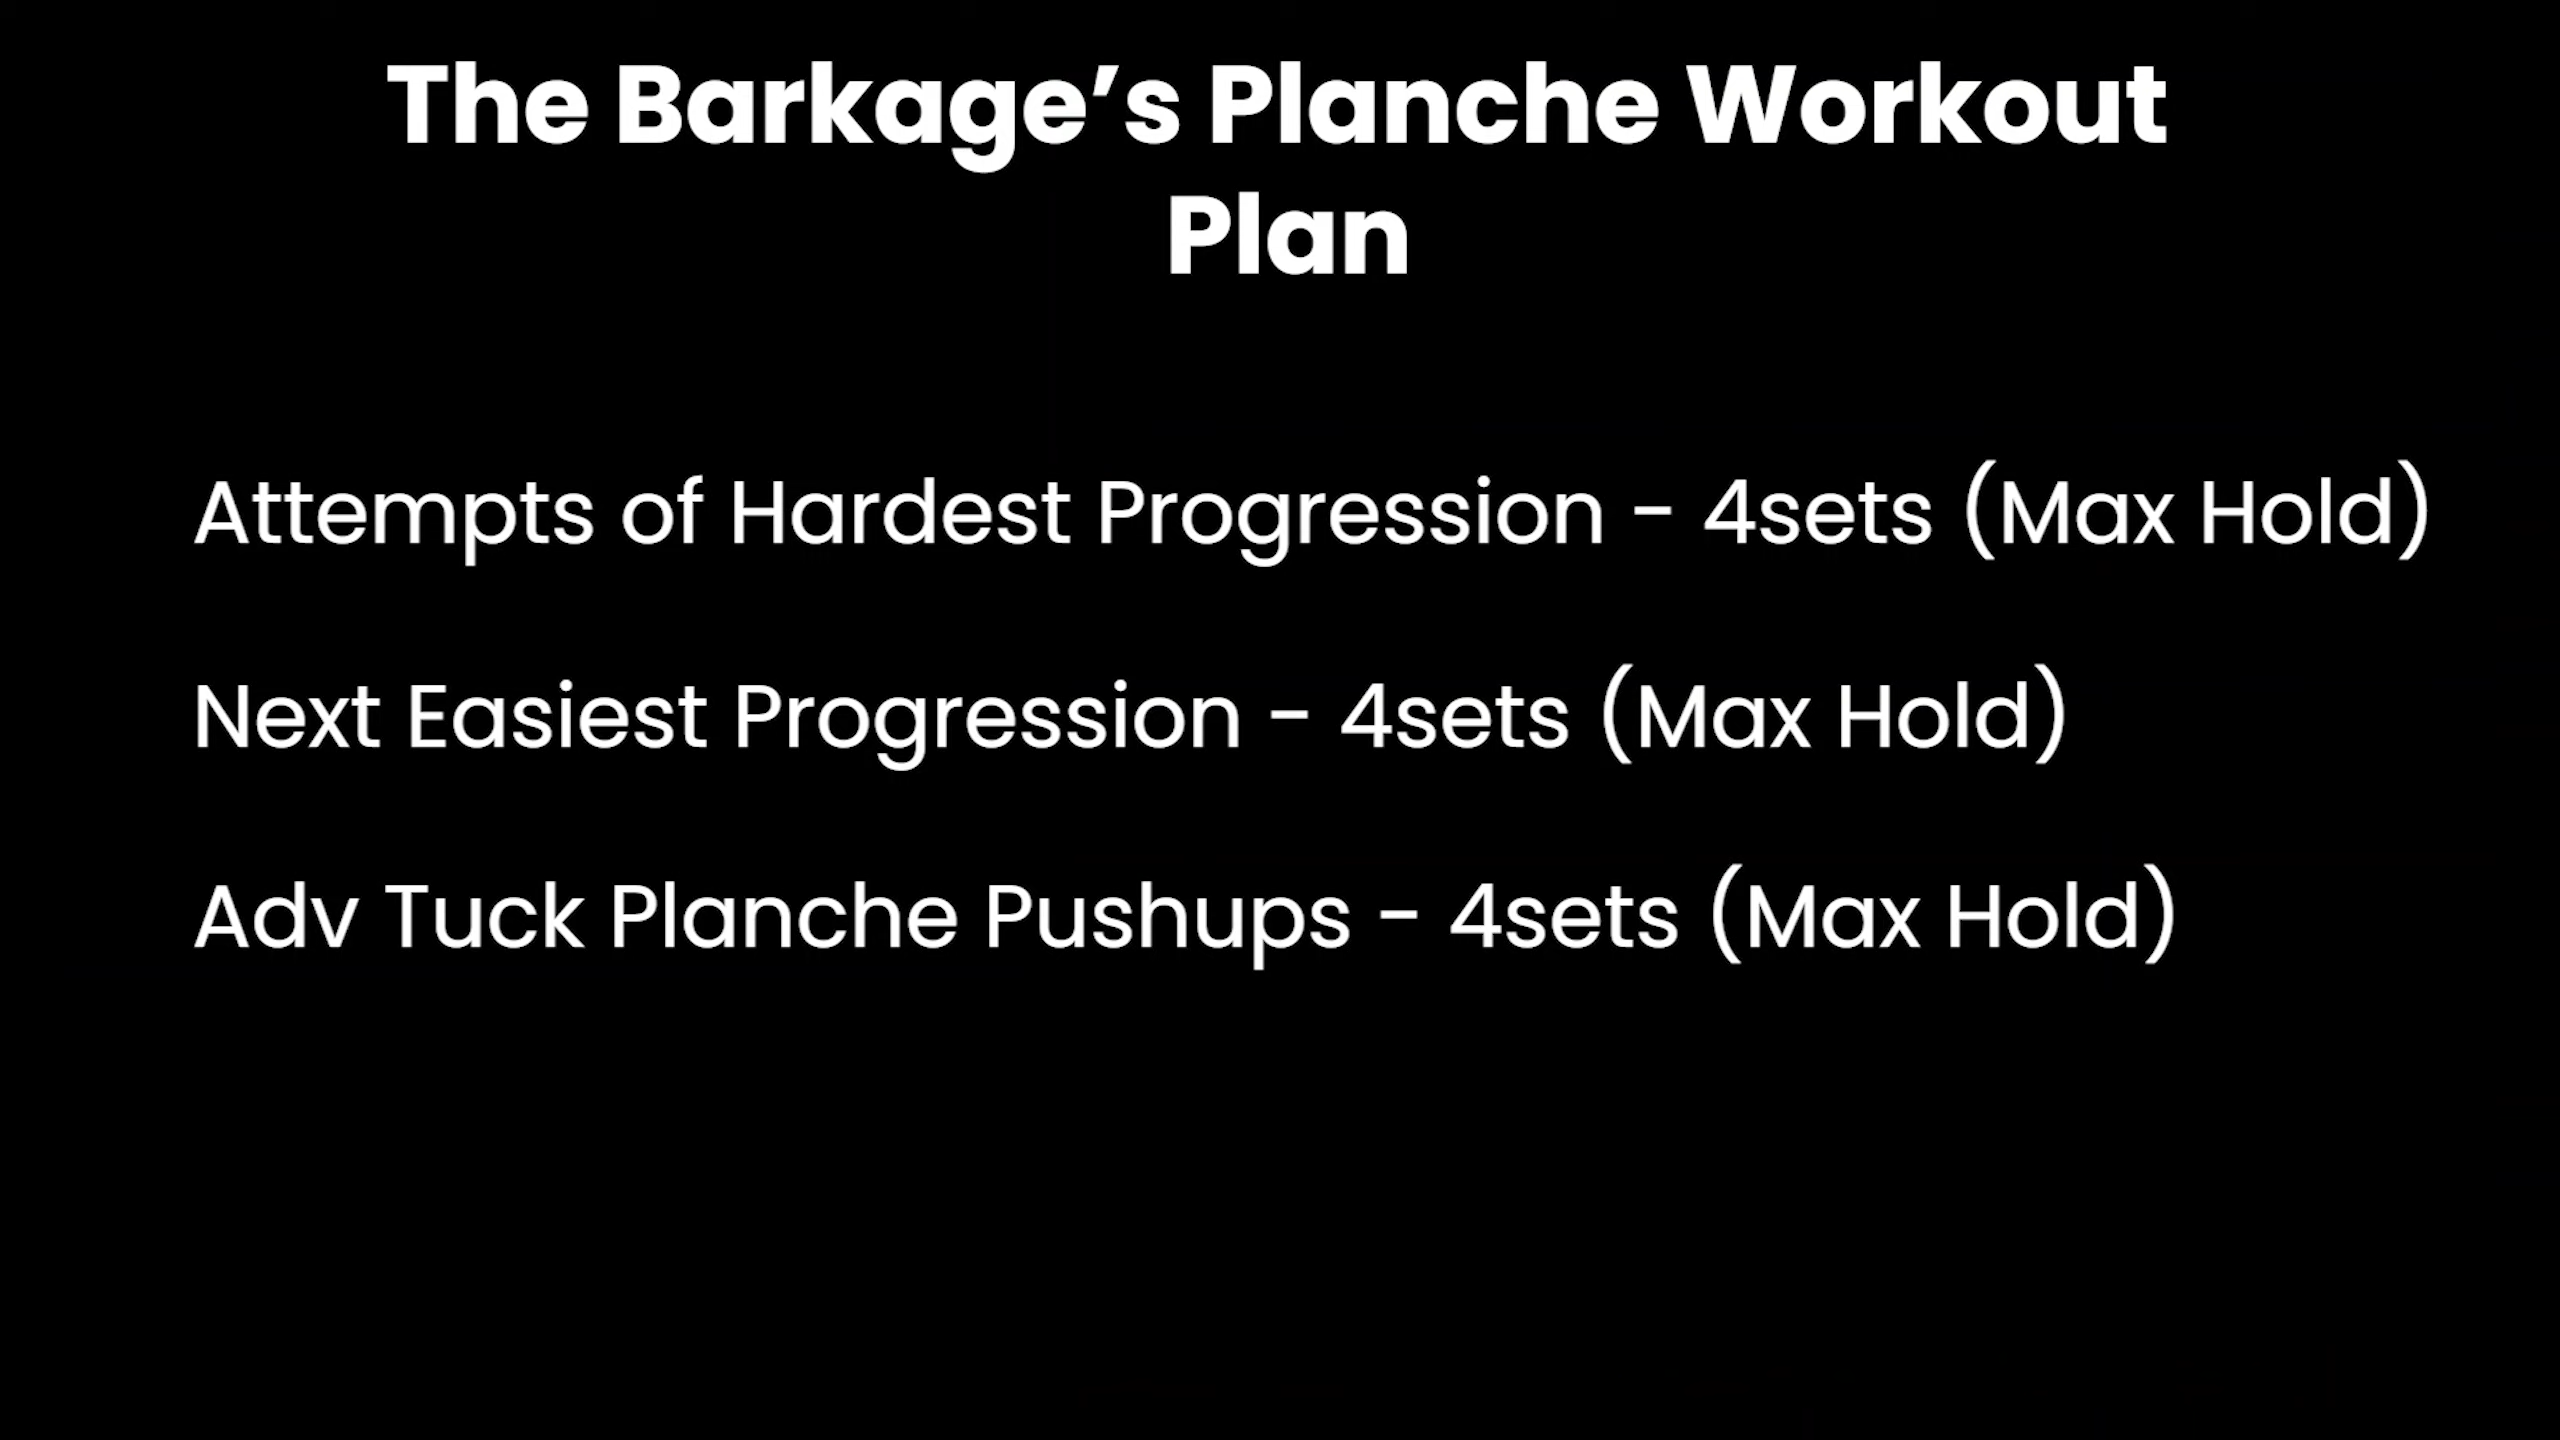 The Barkage’s Planche Workout
Plan
Attempts of Hardest Progression - 4sets (Max Hold)
Next Easiest Progression - 4sets (Max Hold)
Adv Tuck Planche Pushups - 4sets (Max Hold)